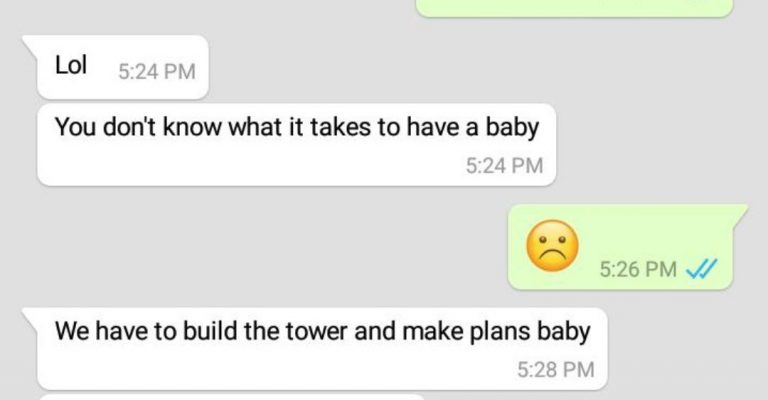 Lol 5:24 PM
You don't know what it takes to have a baby
5:24 PM
☹️ 5:26 PM
We have to build the tower and make plans baby
5:28 PM